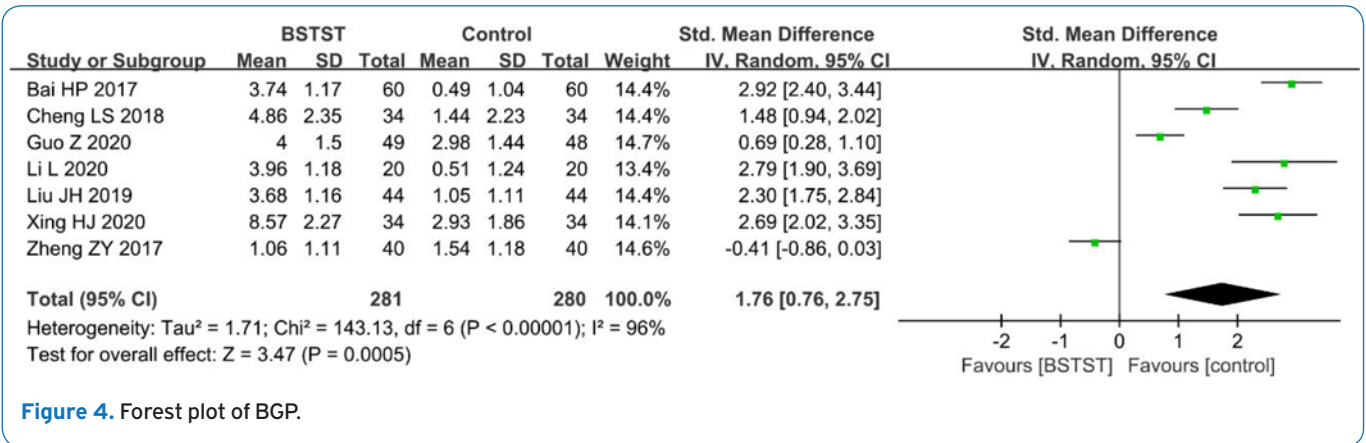 BSTST Control Std. Mean Difference Std. Mean Difference
Study or Subgroup Mean SD Total Mean SD Total Weight IV, Random, 95% CI IV, Random, 95% CI
Bai HP 2017 3.74 1.17 60 0.49 1.04 60 14.4% 2.92 [2.40, 3.44]
Cheng LS 2018 4.86 2.35 34 1.44 2.23 34 14.4% 1.48 [0.94, 2.02]
Guo Z 2020 4 1.5 49 2.98 1.44 48 14.7% 0.69 [0.28, 1.10]
Li L 2020 3.96 1.18 20 0.51 1.24 20 13.4% 2.79 [1.90, 3.69]
Liu JH 2019 3.68 1.16 44 1.05 1.11 44 14.4% 2.30 [1.75, 2.84]
Xing HJ 2020 8.57 2.27 34 2.93 1.86 34 14.1% 2.69 [2.02, 3.35]
Zheng ZY 2017 1.06 1.11 40 1.54 1.18 40 14.6% -0.41 [-0.86, 0.03]
Total (95% CI) 281 280 100.0% 1.76 [0.76, 2.75]
Heterogeneity: Tau² = 1.71; Chi² = 143.13, df = 6 (P < 0.00001); I² = 96%
Test for overall effect: Z = 3.47 (P = 0.0005)
-2 -1 0 1 2
Favours [BSTST] Favours [control]
Figure 4. Forest plot of BGP.